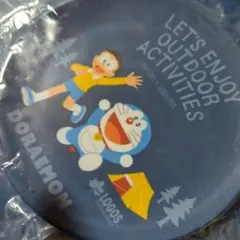 LET'S ENJOY
OUTDOOR
ACTIVITIES
DORAEMON
LOGOS